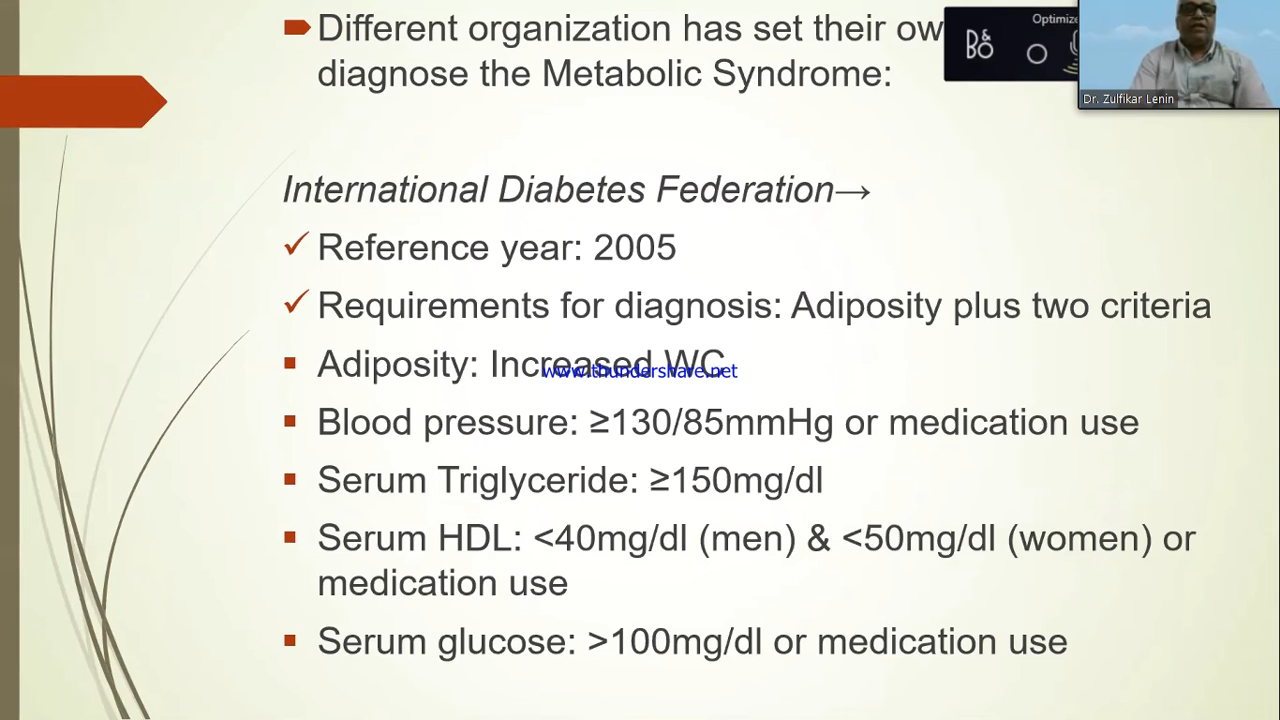 Different organization has set their ow
diagnose the Metabolic Syndrome:
Optimize
B&O
Dr. Zulfikar Lenin
International Diabetes Federation→
Reference year: 2005
Requirements for diagnosis: Adiposity plus two criteria
Adiposity: Increased WC
www.thundershare.net
Blood pressure: ≥130/85mmHg or medication use
Serum Triglyceride: ≥150mg/dl
Serum HDL: <40mg/dl (men) & <50mg/dl (women) or
medication use
Serum glucose: >100mg/dl or medication use